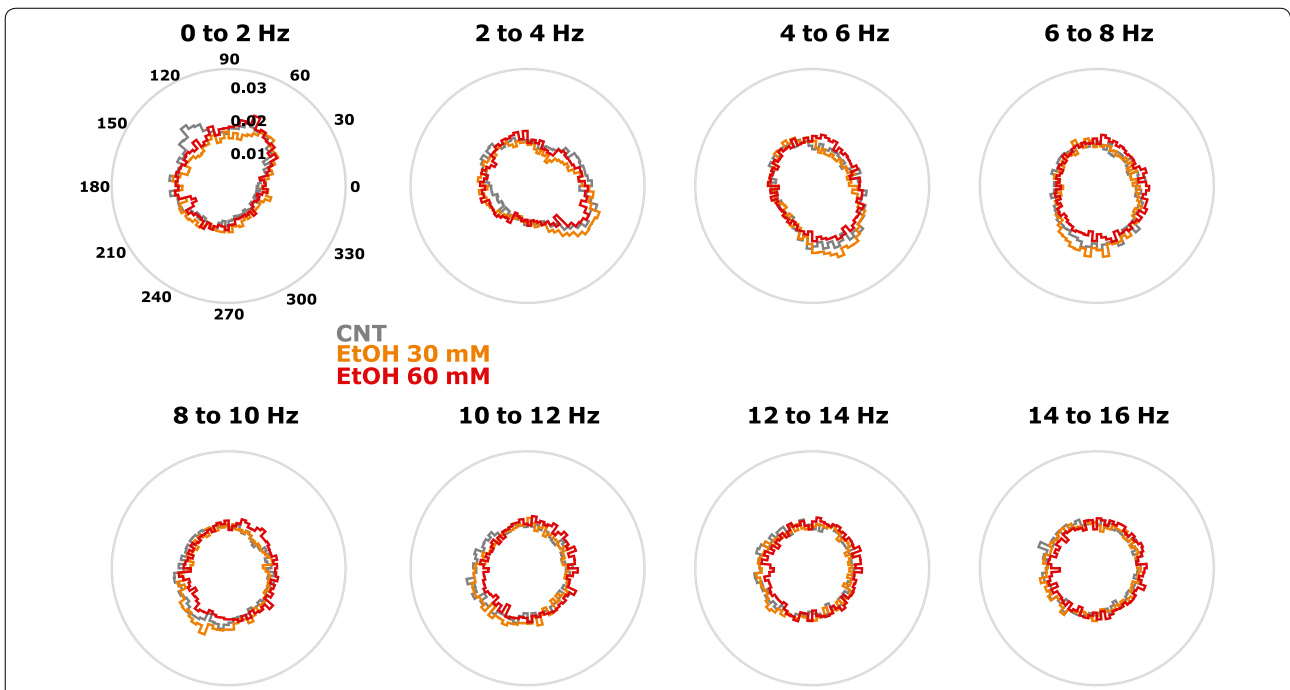 0 to 2 Hz
2 to 4 Hz
4 to 6 Hz
6 to 8 Hz
90
120
60
0.03
150
0.02
30
0.01
180
0
210
330
240
300
270
CNT
EtOH 30 mM
EtOH 60 mM
8 to 10 Hz
10 to 12 Hz
12 to 14 Hz
14 to 16 Hz